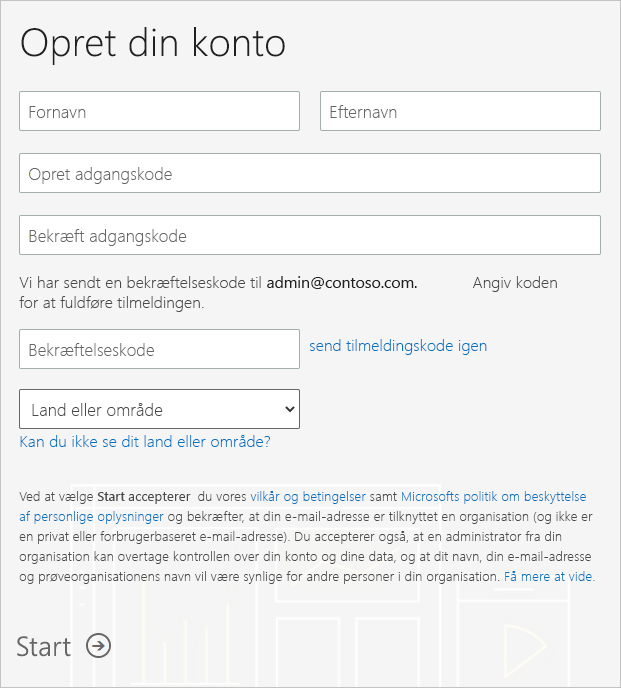 Opret din konto
Fornavn Efternavn
Opret adgangskode
Bekræft adgangskode
Vi har sendt en bekræftelseskode til admin@contoso.com. Angiv koden
for at fuldføre tilmeldingen.
Bekræftelseskode send tilmeldingskode igen
Land eller område
Kan du ikke se dit land eller område?
Ved at vælge Start accepterer du vores vilkår og betingelser samt Microsofts politik om beskyttelse
af personlige oplysninger og bekræfter, at din e-mail-adresse er tilknyttet en organisation (og ikke er
en privat eller forbrugerbaseret e-mail-adresse). Du accepterer også, at en administrator fra din
organisation kan overtage kontrollen over din konto og dine data, og at dit navn, din e-mail-adresse
og prøveorganisationens navn vil være synlige for andre personer i din organisation. Få mere at vide.
Start